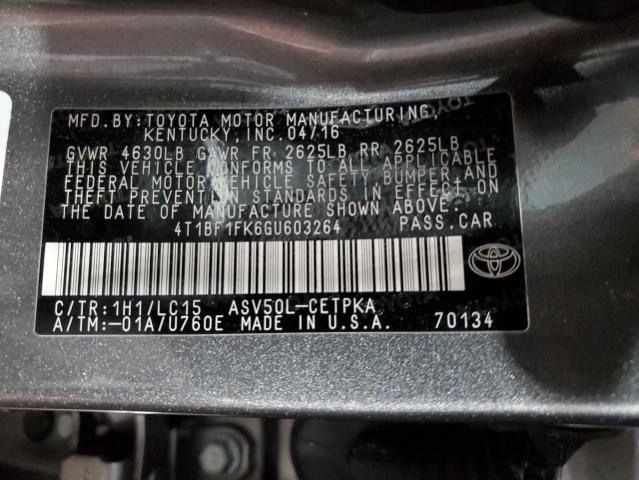 MFD. BY: TOYOTA MOTOR MANUFACTURING,
KENTUCKY, INC. 04/16
GVWR 4630LB GAWR FR 2625LB RR 2625LB
THIS VEHICLE CONFORMS TO ALL APPLICABLE
FEDERAL MOTOR VEHICLE SAFETY BUMPER, AND
THEFT PREVENTION STANDARDS IN EFFECT ON
THE DATE OF MANUFACTURE SHOWN ABOVE.
4T1BF1FK6GU603264 PASS. CAR
C/TR: 1H1/LC15 ASV50L-CETPKA
A/TM: -01A/U760E MADE IN U.S.A. 70134